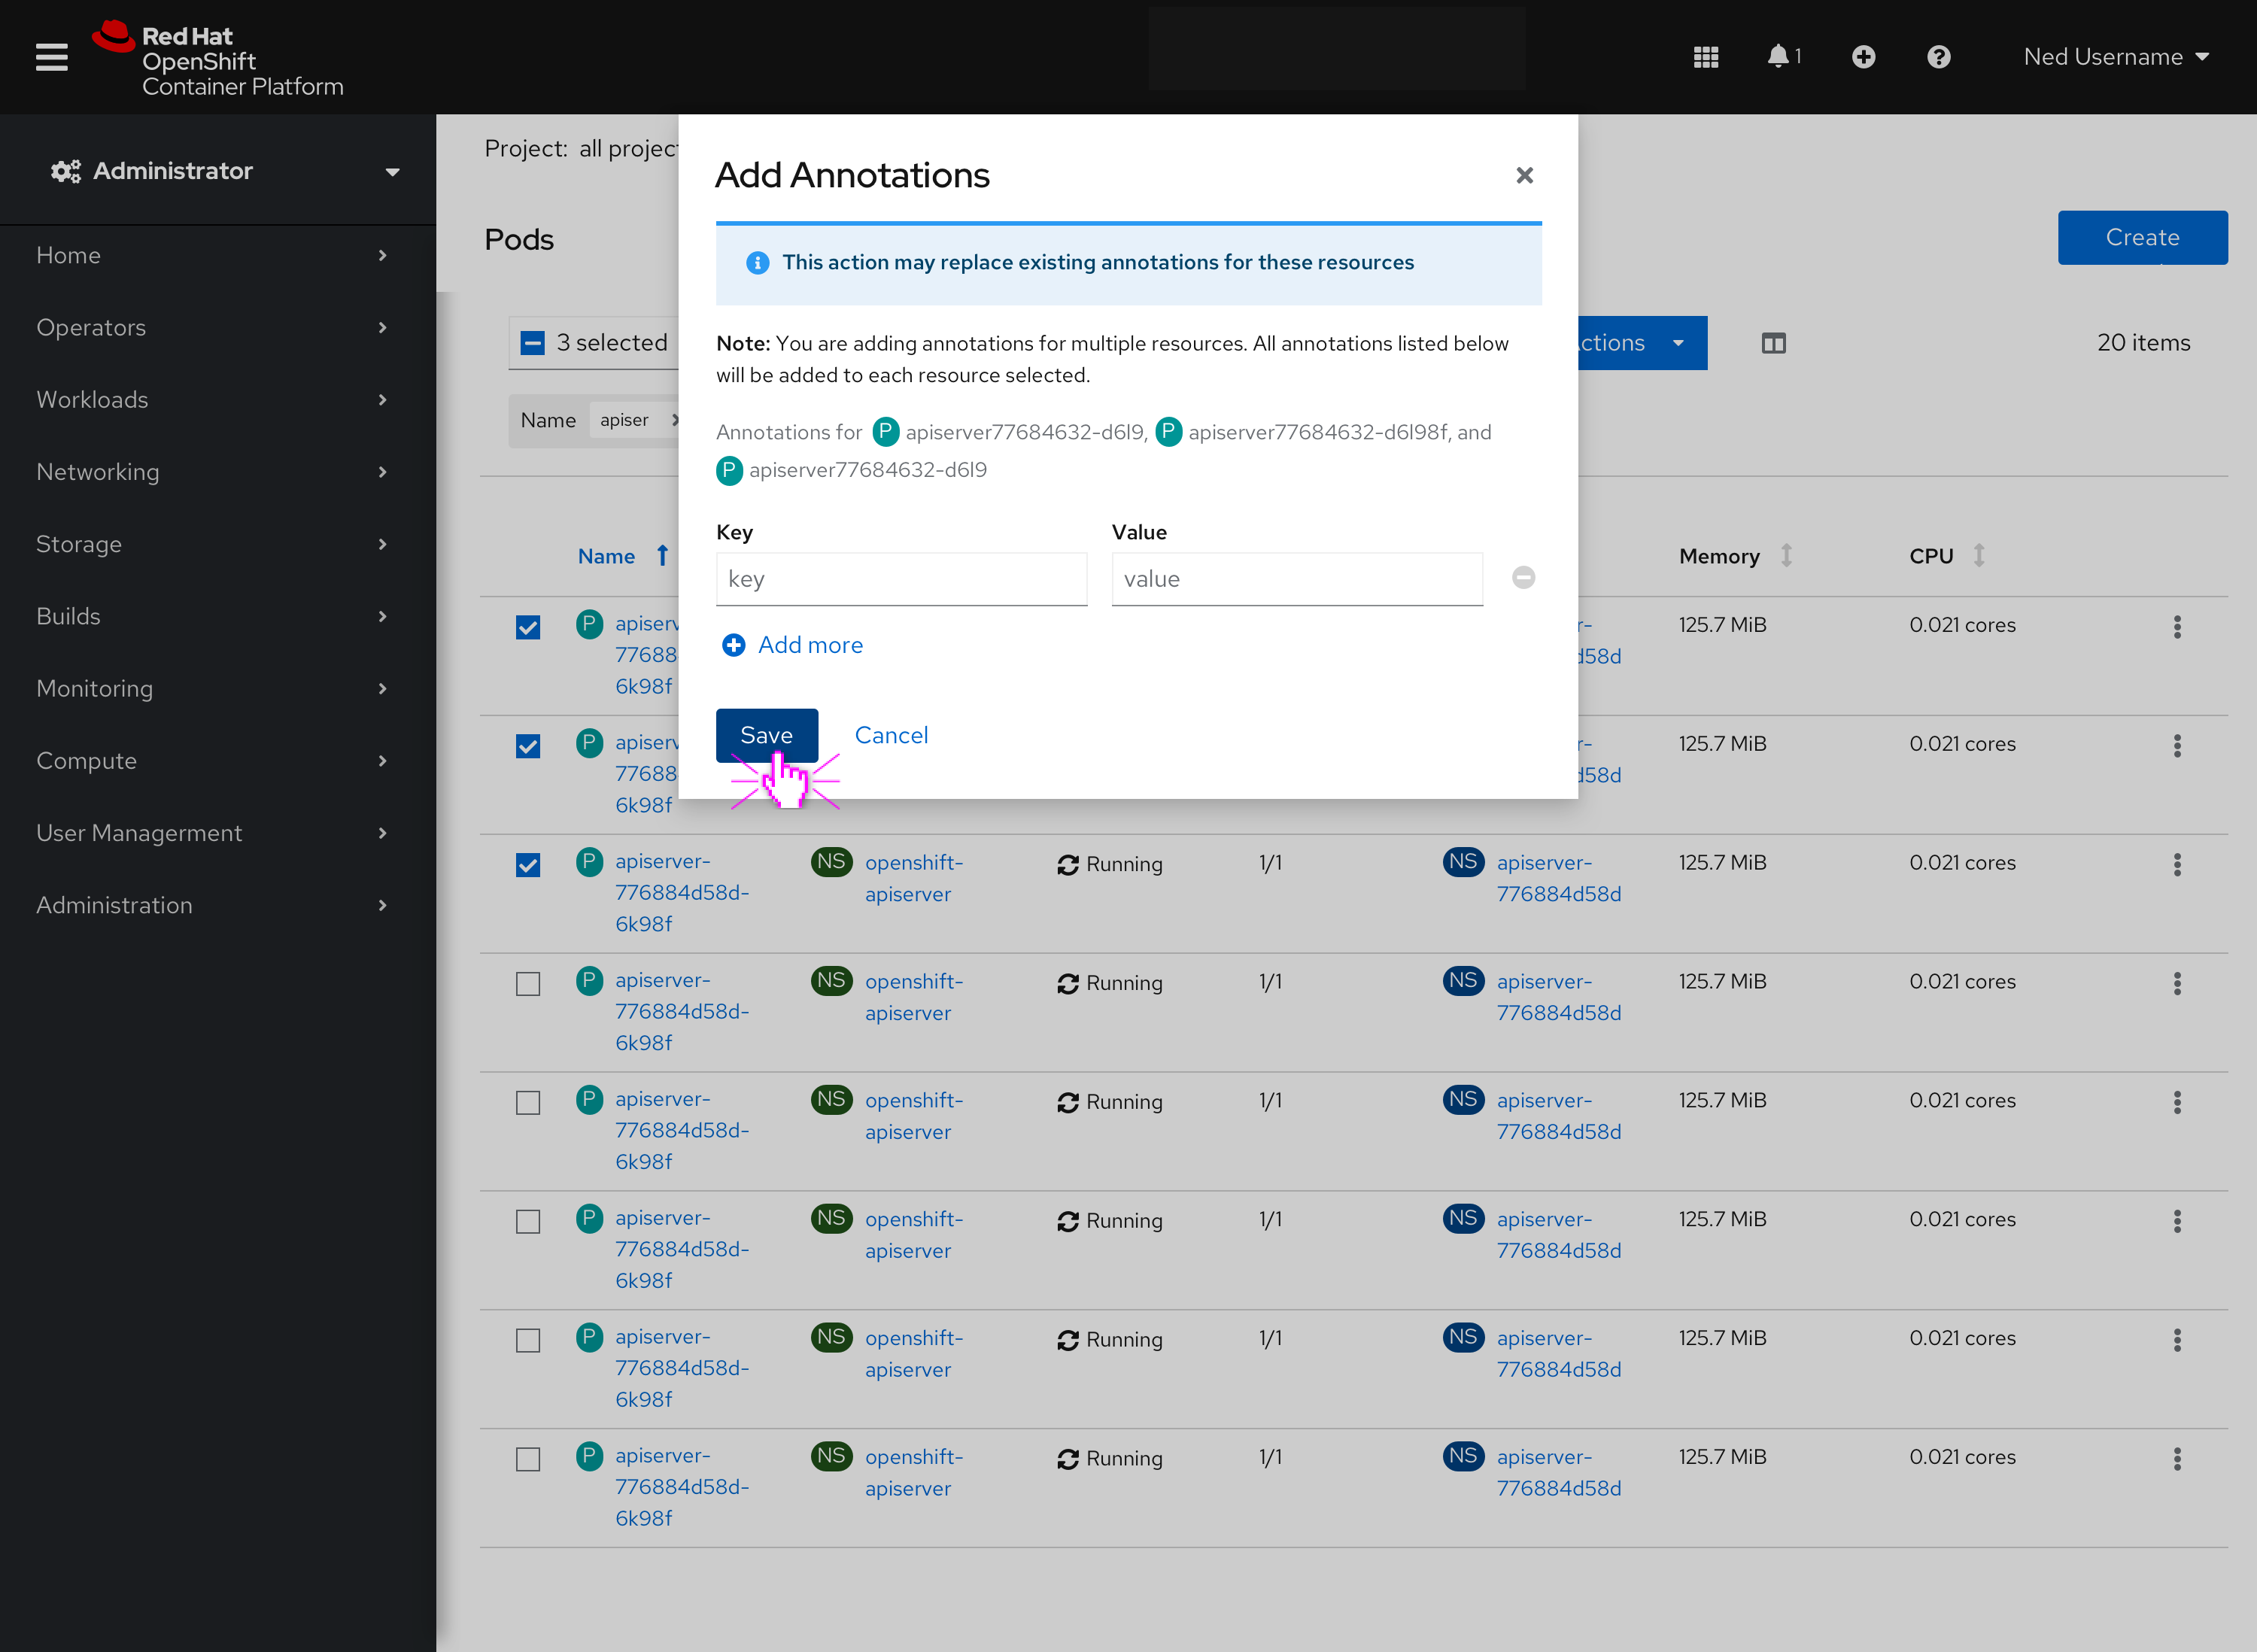 Red Hat
OpenShift
Container Platform
1
Ned Username
Administrator
Home
Operators
Workloads
Networking
Storage
Builds
Monitoring
Compute
User Managerment
Administration
Project: all project
Pods
Create
3 selected
ctions
20 items
Name apiser
Add Annotations
This action may replace existing annotations for these resources
Note: You are adding annotations for multiple resources. All annotations listed below
will be added to each resource selected.
Annotations for P apiserver77684632-d6l9, P apiserver77684632-d6l98f, and
P apiserver77684632-d6l9
Key Value
key value
Add more
Save Cancel
Name Memory CPU
P apiserv r- 125.7 MiB 0.021 cores
77688 d58d
6k98f
P apiserv r- 125.7 MiB 0.021 cores
77688 d58d
6k98f
P apiserver- NS openshift- Running 1/1 NS apiserver- 125.7 MiB 0.021 cores
776884d58d- apiserver 776884d58d
6k98f
P apiserver- NS openshift- Running 1/1 NS apiserver- 125.7 MiB 0.021 cores
776884d58d- apiserver 776884d58d
6k98f
P apiserver- NS openshift- Running 1/1 NS apiserver- 125.7 MiB 0.021 cores
776884d58d- apiserver 776884d58d
6k98f
P apiserver- NS openshift- Running 1/1 NS apiserver- 125.7 MiB 0.021 cores
776884d58d- apiserver 776884d58d
6k98f
P apiserver- NS openshift- Running 1/1 NS apiserver- 125.7 MiB 0.021 cores
776884d58d- apiserver 776884d58d
6k98f
P apiserver- NS openshift- Running 1/1 NS apiserver- 125.7 MiB 0.021 cores
776884d58d- apiserver 776884d58d
6k98f